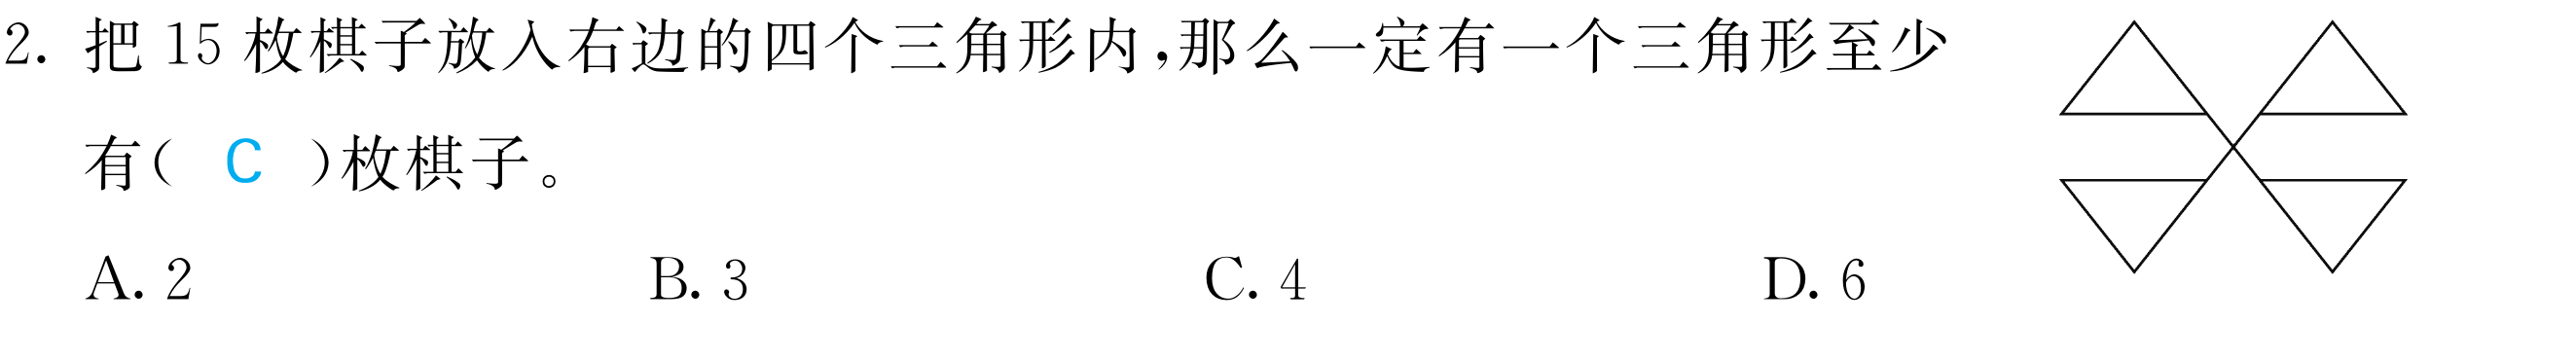 2. 把 15 枚棋子放入右边的四个三角形内,那么一定有一个三角形至少
有( C )枚棋子。
A. 2 B. 3 C. 4 D. 6